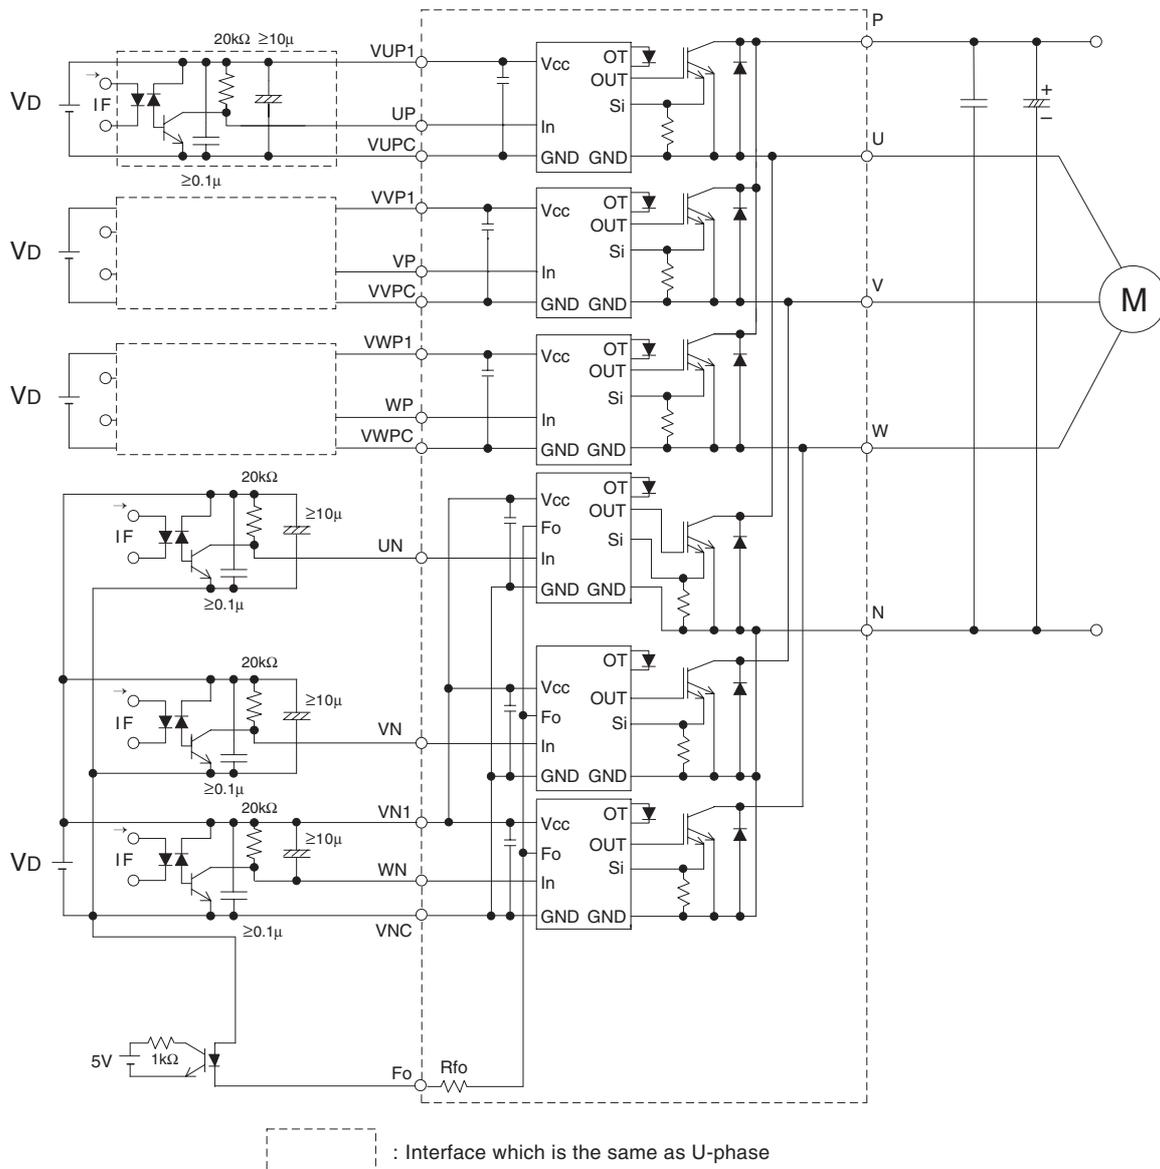 P
20kΩ ≥10μ
VUP1
OT
Vcc
OUT
VD
IF
Si
+
−
UP
In
U
VUPC
GND GND
≥0.1μ
VVP1
OT
Vcc
OUT
VD
Si
VP
In
V
M
VVPC
GND GND
VWP1
OT
Vcc
OUT
VD
Si
WP
In
W
VWPC
GND GND
20kΩ
OT
Vcc
OUT
≥10μ
Fo
IF
Si
UN
In
GND GND
≥0.1μ
N
20kΩ
OT
Vcc
≥10μ
OUT
IF
Fo
Si
VN
In
GND GND
≥0.1μ
20kΩ
VN1
OT
Vcc
≥10μ
OUT
VD
IF
Fo
Si
WN
In
GND GND
≥0.1μ
VNC
5V
1kΩ
Fo
Rfo
: Interface which is the same as U-phase